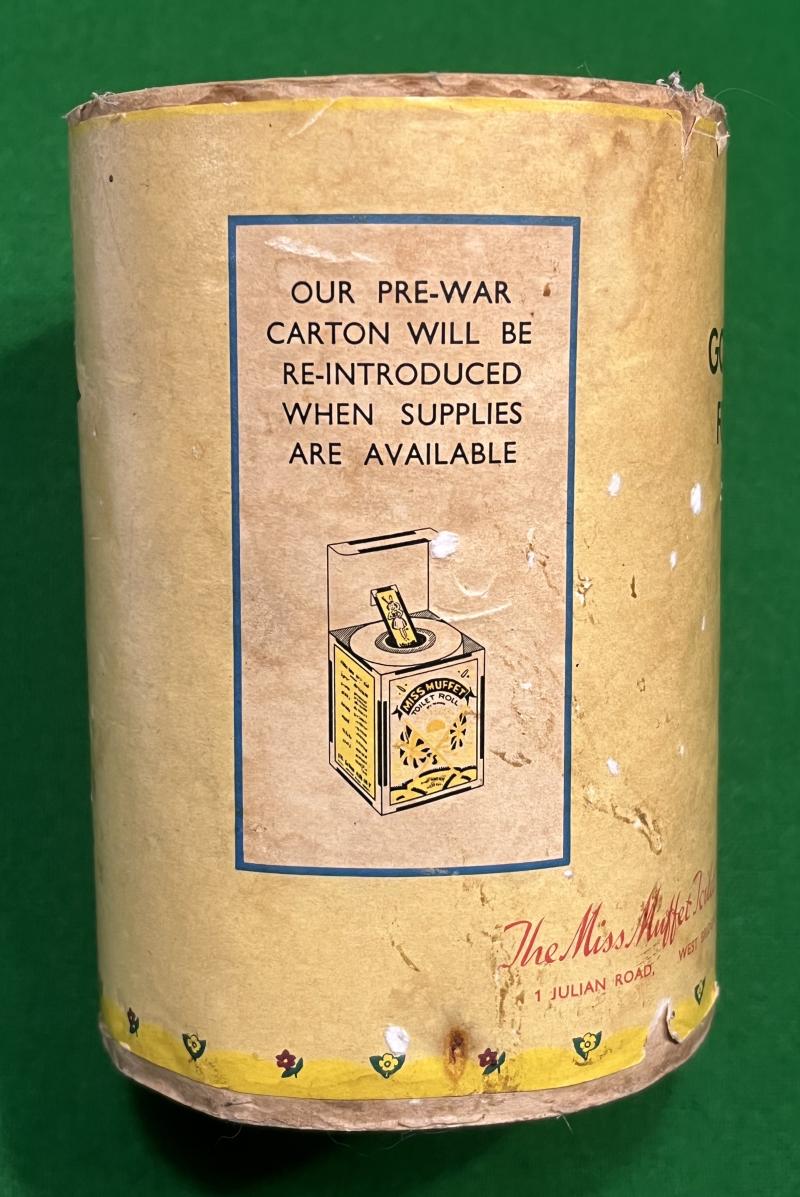 OUR PRE-WAR
CARTON WILL BE
RE-INTRODUCED
WHEN SUPPLIES
ARE AVAILABLE
MISS MUFFET
TOILET ROLL
The Miss Muffet
1 JULIAN ROAD, WEST